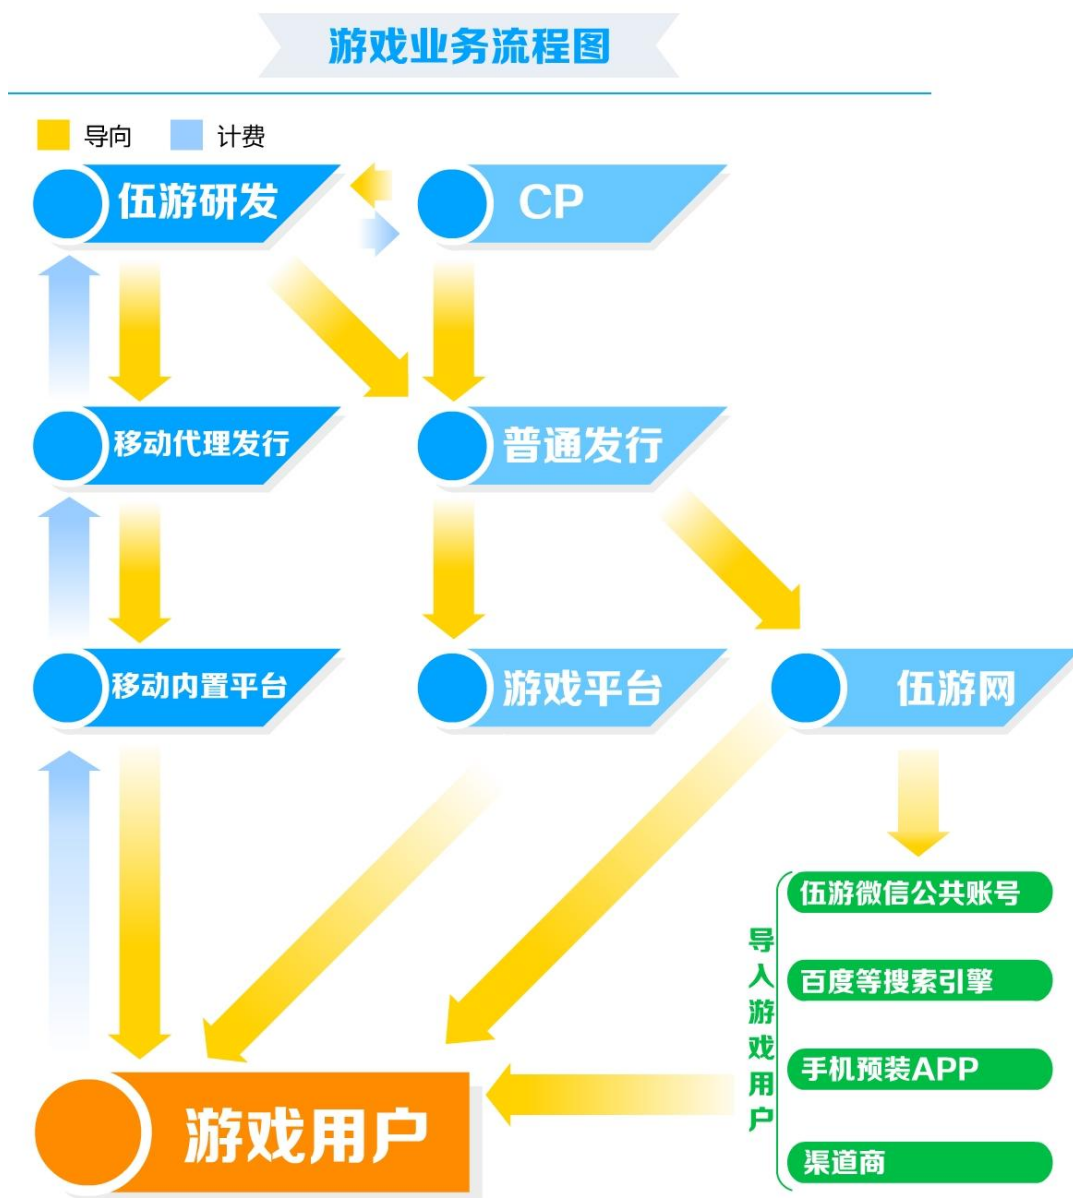 游戏业务流程图
导向
计费
伍游研发
CP
移动代理发行
普通发行
移动内置平台
游戏平台
伍游网
伍游微信公共账号
百度等搜索引擎
手机预装APP
渠道商
导入游戏用户
游戏用户